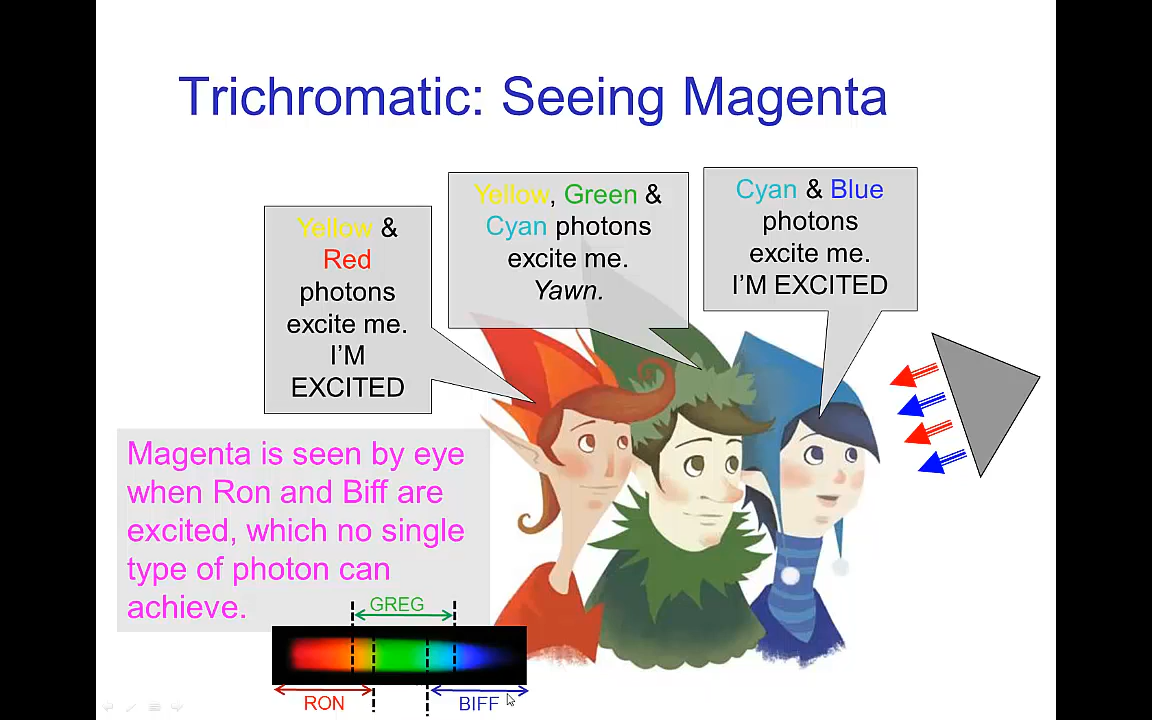 Trichromatic: Seeing Magenta
Yellow &
Red
photons
excite me.
I'M
EXCITED
Yellow, Green &
Cyan photons
excite me.
Yawn.
Cyan & Blue
photons
excite me.
I'M EXCITED
Magenta is seen by eye
when Ron and Biff are
excited, which no single
type of photon can
achieve.
GREG
RON
BIFF